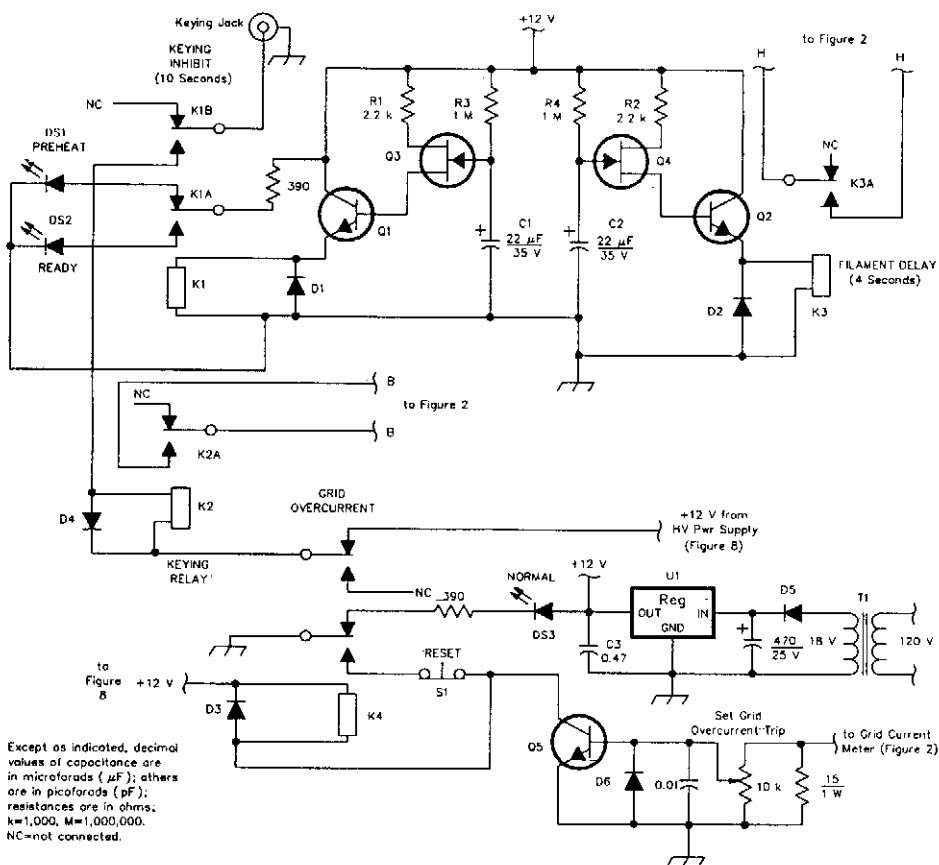 Keying Jack
KEYING
INHIBIT
(10 Seconds)
+12 V
to Figure 2
H
H
NC
K1B
R1
2.2 k
R3
1 M
R4
1 M
R2
2.2 k
DS1
PREHEAT
Q3
Q4
NC
K1A
390
K3A
DS2
READY
Q1
+
C1
22 µF
35 V
+
C2
22 µF
35 V
Q2
FILAMENT DELAY
(4 Seconds)
K1
D1
D2
K3
B
NC
to Figure 2
B
K2A
K2
D4
GRID
OVERCURRENT
+12 V from
HV Pwr Supply
(Figure 8)
KEYING
RELAY
NC
390
NORMAL
DS3
+12 V
U1
Reg
OUT
IN
GND
D5
T1
+
470
25 V
18 V
120 V
C3
0.47
to
Figure
8
+12 V
RESET
S1
D3
K4
Set Grid
Overcurrent Trip
to Grid Current
Meter (Figure 2)
Q5
D6
0.01
10 k
15
1 W
Except as indicated, decimal
values of capacitance are
in microfarads ( µF); others
are in picofarads ( pF);
resistances are in ohms;
k=1,000, M=1,000,000.
NC=not connected.